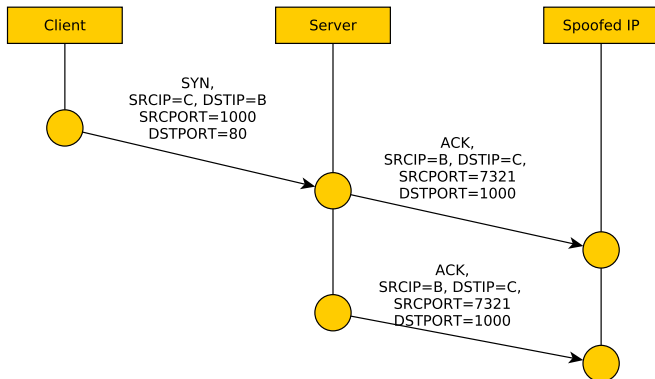 Client
Server
Spoofed IP
SYN,
SRCIP=C, DSTIP=B
SRCPORT=1000
DSTPORT=80
ACK,
SRCIP=B, DSTIP=C,
SRCPORT=7321
DSTPORT=1000
ACK,
SRCIP=B, DSTIP=C,
SRCPORT=7321
DSTPORT=1000